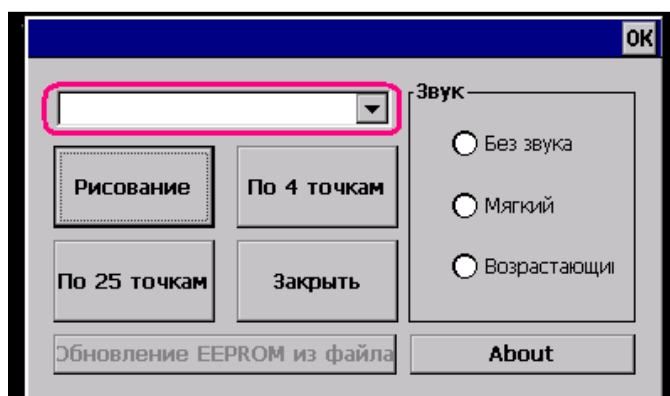 OK
Звук
Без звука
Рисование
По 4 точкам
Мягкий
По 25 точкам
Закрыть
Возрастающи
Обновление EEPROM из файла
About